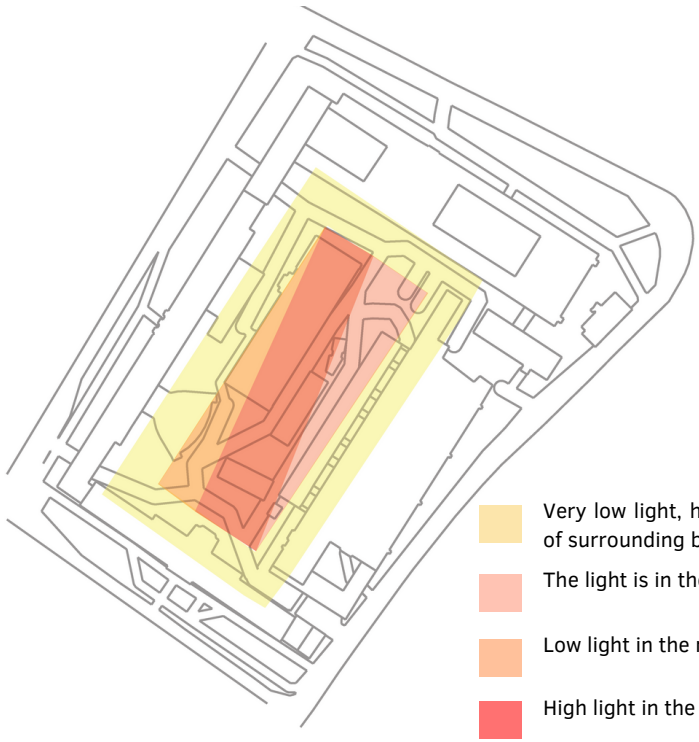 Very low light, h
of surrounding b
The light is in the
Low light in the
High light in the